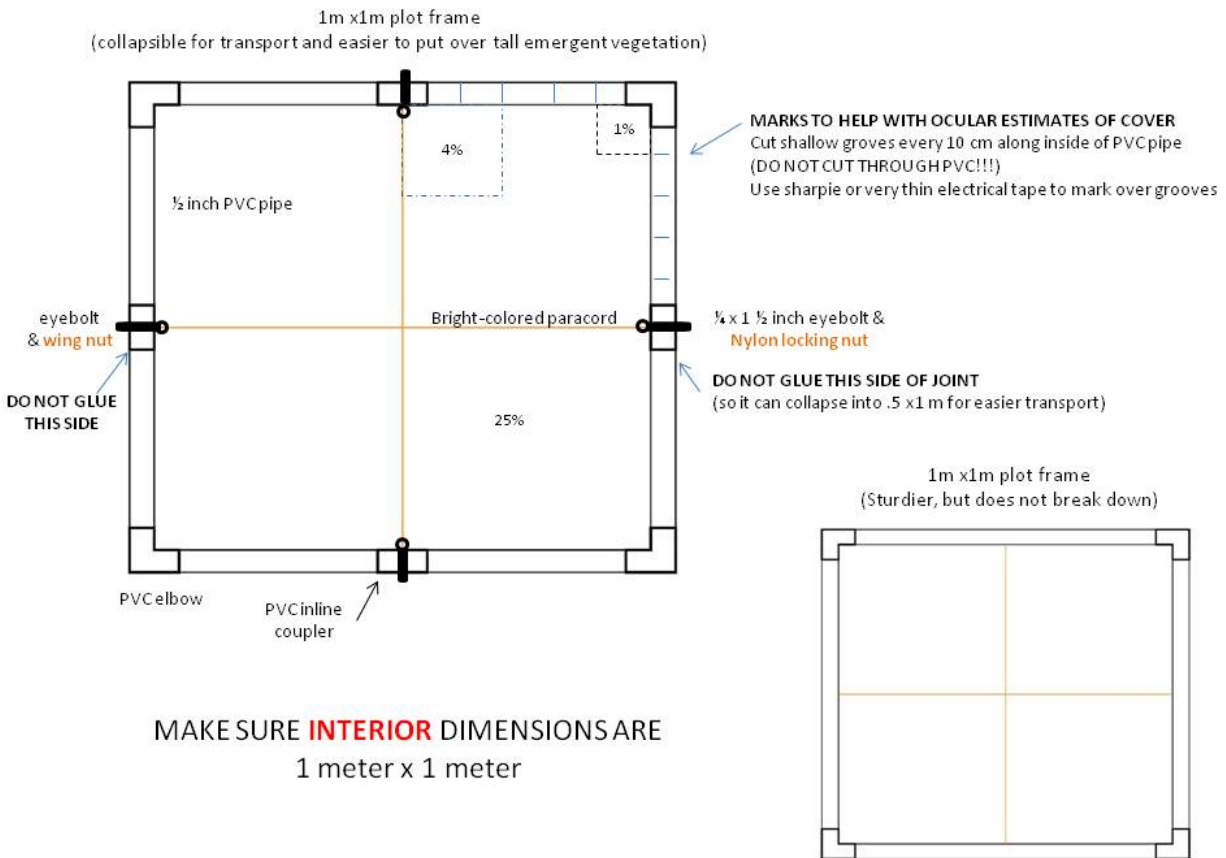 1m x1m plot frame
(collapsible for transport and easier to put over tall emergent vegetation)
1%
4%
MARKS TO HELP WITH OCULAR ESTIMATES OF COVER
Cut shallow groves every 10 cm along inside of PVC pipe
(DO NOT CUT THROUGH PVC!!!)
Use sharpie or very thin electrical tape to mark over grooves
½ inch PVC pipe
eyebolt
& wing nut
Bright-colored paracord
¼ x 1 ½ inch eyebolt &
Nylon locking nut
DO NOT GLUE
THIS SIDE
DO NOT GLUE THIS SIDE OF JOINT
(so it can collapse into .5 x1 m for easier transport)
25%
1m x1m plot frame
(Sturdier, but does not break down)
PVC elbow
PVC inline
coupler
MAKE SURE INTERIOR DIMENSIONS ARE
1 meter x 1 meter